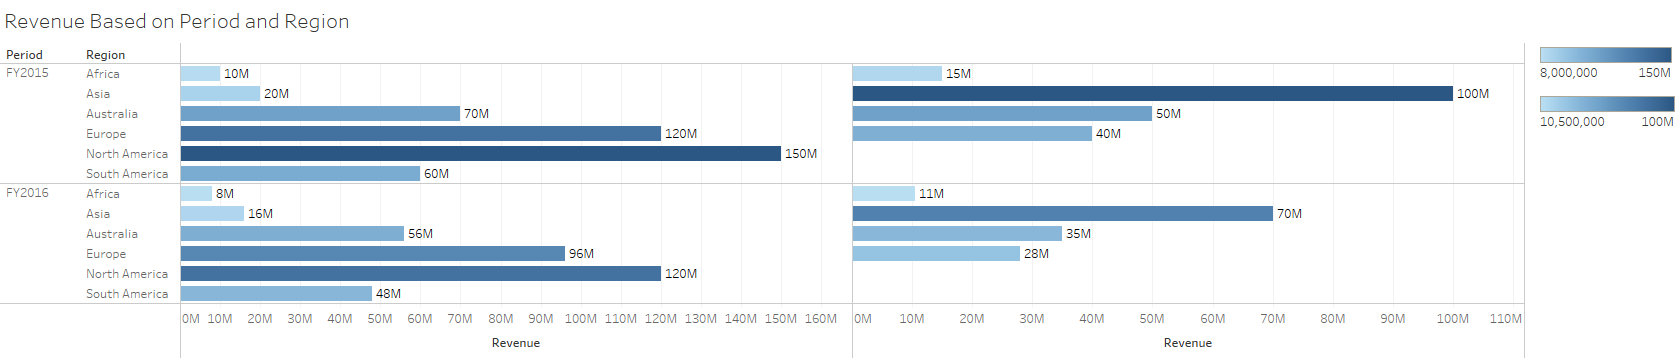 Revenue Based on Period and Region
Period Region
FY2015 Africa 10M 15M
Asia 20M 100M
Australia 70M 50M
Europe 120M 40M
North America 150M
South America 60M
FY2016 Africa 8M 11M
Asia 16M 70M
Australia 56M 35M
Europe 96M 28M
North America 120M
South America 48M
0M 10M 20M 30M 40M 50M 60M 70M 80M 90M 100M 110M 120M 130M 140M 150M 160M 0M 10M 20M 30M 40M 50M 60M 70M 80M 90M 100M 110M
Revenue Revenue
8,000,000 150M
10,500,000 100M